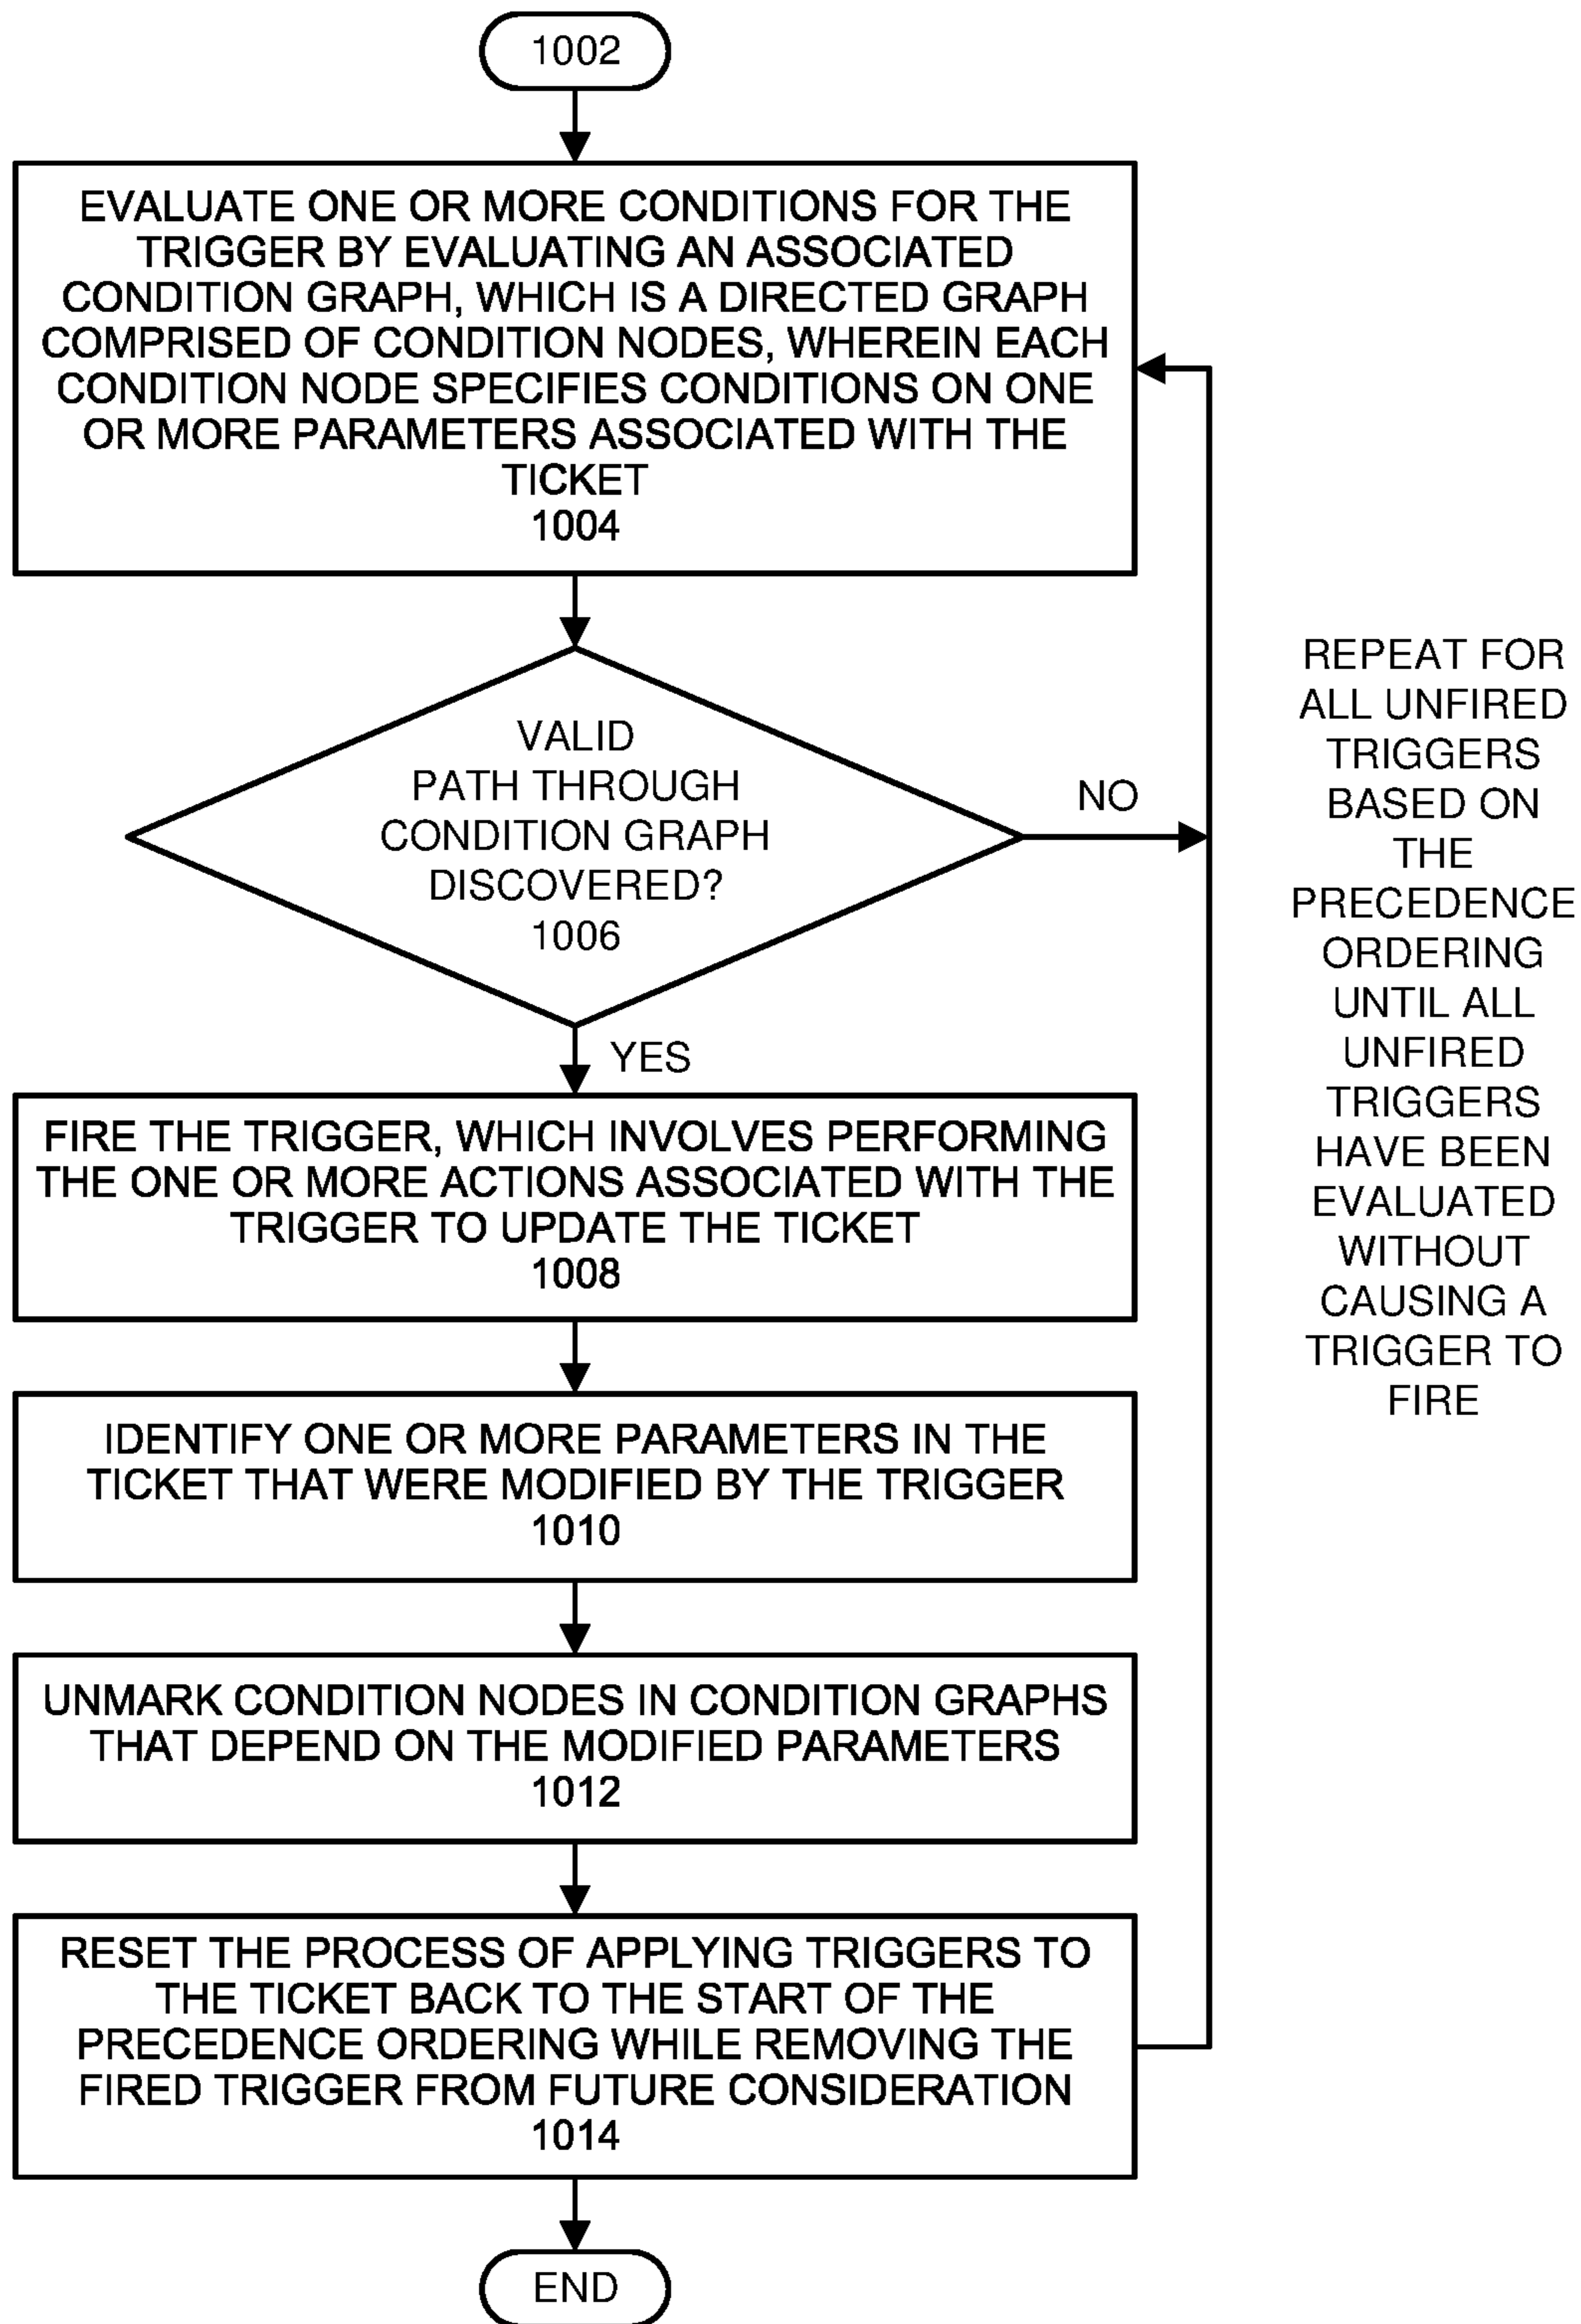 1002
EVALUATE ONE OR MORE CONDITIONS FOR THE
TRIGGER BY EVALUATING AN ASSOCIATED
CONDITION GRAPH, WHICH IS A DIRECTED GRAPH
COMPRISED OF CONDITION NODES, WHEREIN EACH
CONDITION NODE SPECIFIES CONDITIONS ON ONE
OR MORE PARAMETERS ASSOCIATED WITH THE
TICKET
1004
VALID
PATH THROUGH
CONDITION GRAPH
DISCOVERED?
1006
NO
YES
FIRE THE TRIGGER, WHICH INVOLVES PERFORMING
THE ONE OR MORE ACTIONS ASSOCIATED WITH THE
TRIGGER TO UPDATE THE TICKET
1008
IDENTIFY ONE OR MORE PARAMETERS IN THE
TICKET THAT WERE MODIFIED BY THE TRIGGER
1010
UNMARK CONDITION NODES IN CONDITION GRAPHS
THAT DEPEND ON THE MODIFIED PARAMETERS
1012
RESET THE PROCESS OF APPLYING TRIGGERS TO
THE TICKET BACK TO THE START OF THE
PRECEDENCE ORDERING WHILE REMOVING THE
FIRED TRIGGER FROM FUTURE CONSIDERATION
1014
END
REPEAT FOR
ALL UNFIRED
TRIGGERS
BASED ON
THE
PRECEDENCE
ORDERING
UNTIL ALL
UNFIRED
TRIGGERS
HAVE BEEN
EVALUATED
WITHOUT
CAUSING A
TRIGGER TO
FIRE